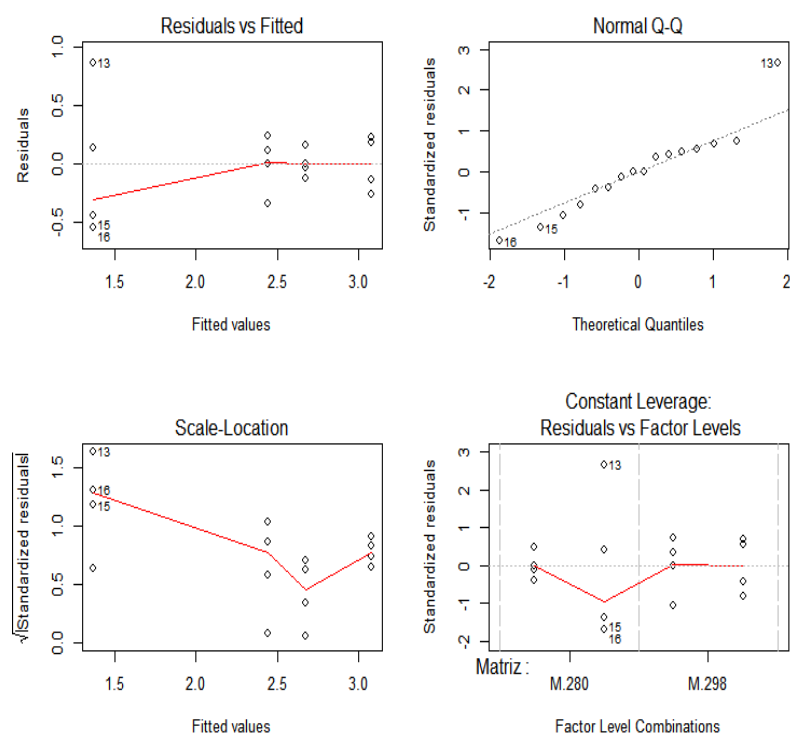 Residuals vs Fitted
Residuals
1.0
0.5
0.0
-0.5
13
15
16
1.5
2.0
2.5
3.0
Fitted values
Normal Q-Q
Standardized residuals
3
2
1
0
-1
13
15
16
-2
-1
0
1
2
Theoretical Quantiles
Scale-Location
√|Standardized residuals|
1.5
1.0
0.5
0.0
13
16
15
1.5
2.0
2.5
3.0
Fitted values
Constant Leverage:
Residuals vs Factor Levels
Standardized residuals
3
2
1
0
-1
-2
13
15
16
Matriz :
M.280
M.298
Factor Level Combinations